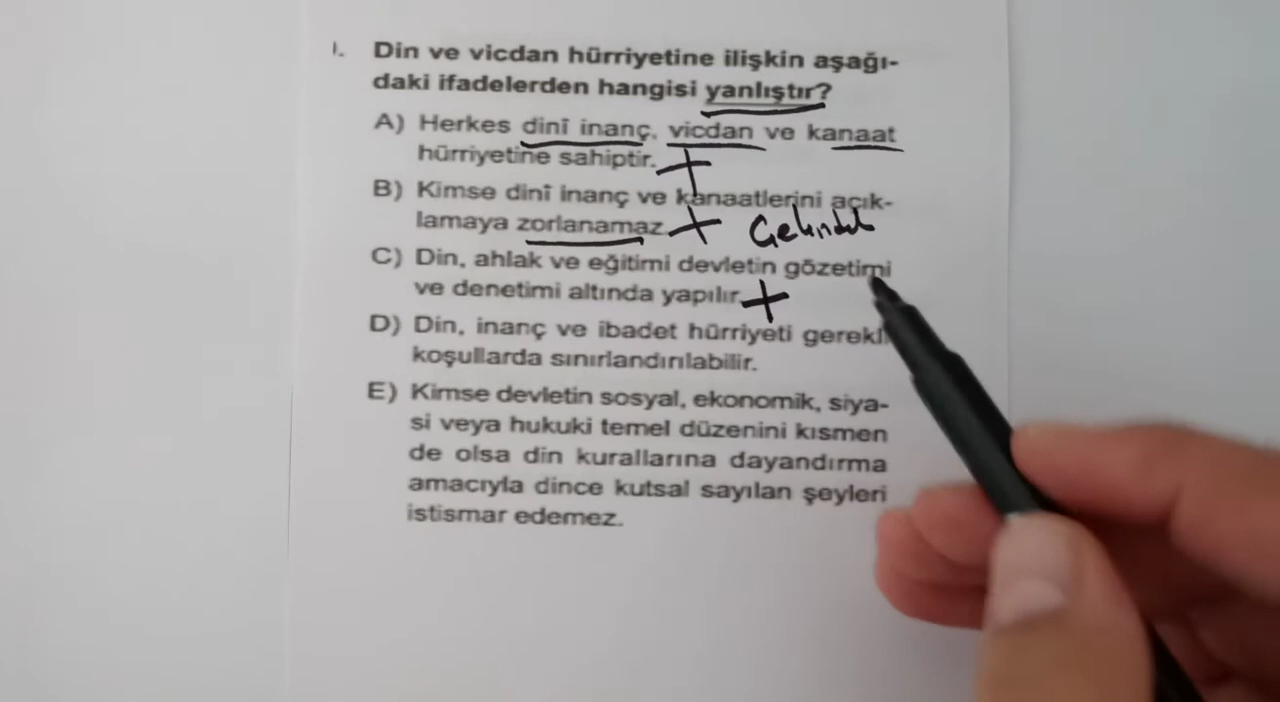 1. Din ve vicdan hürriyetine ilişkin aşağı-
daki ifadelerden hangisi yanlıştır?
A) Herkes dinî inanç, vicdan ve kanaat
hürriyetine sahiptir.
B) Kimse dinî inanç ve kanaatlerini açık-
lamaya zorlanamaz.
C) Din, ahlak ve eğitimi devletin gözetimi
ve denetimi altında yapılır.
D) Din, inanç ve ibadet hürriyeti gerekli
koşullarda sınırlandırılabilir.
E) Kimse devletin sosyal, ekonomik, siya-
si veya hukuki temel düzenini kısmen
de olsa din kurallarına dayandırma
amacıyla dince kutsal sayılan şeyleri
istismar edemez.